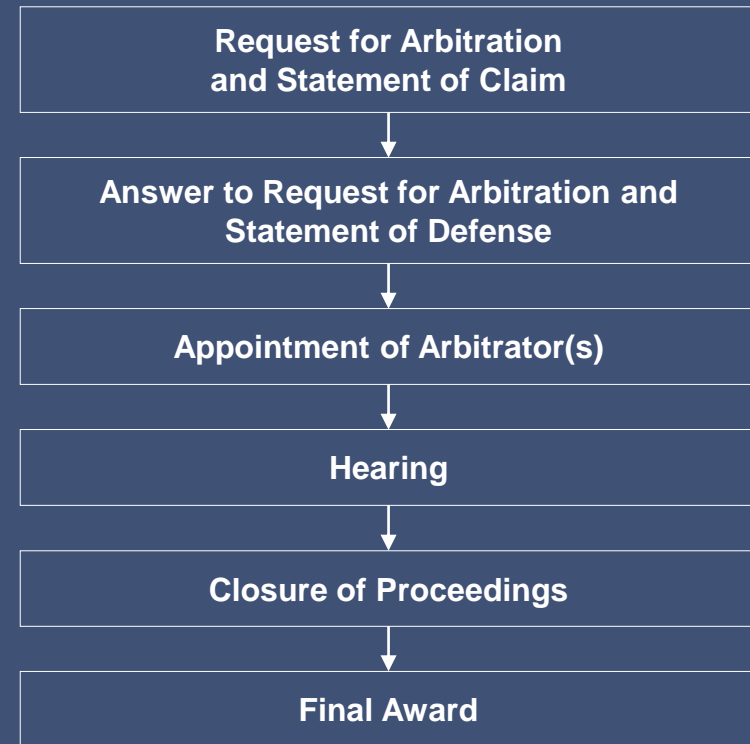 Request for Arbitration
and Statement of Claim
Answer to Request for Arbitration and
Statement of Defense
Appointment of Arbitrator(s)
Hearing
Closure of Proceedings
Final Award